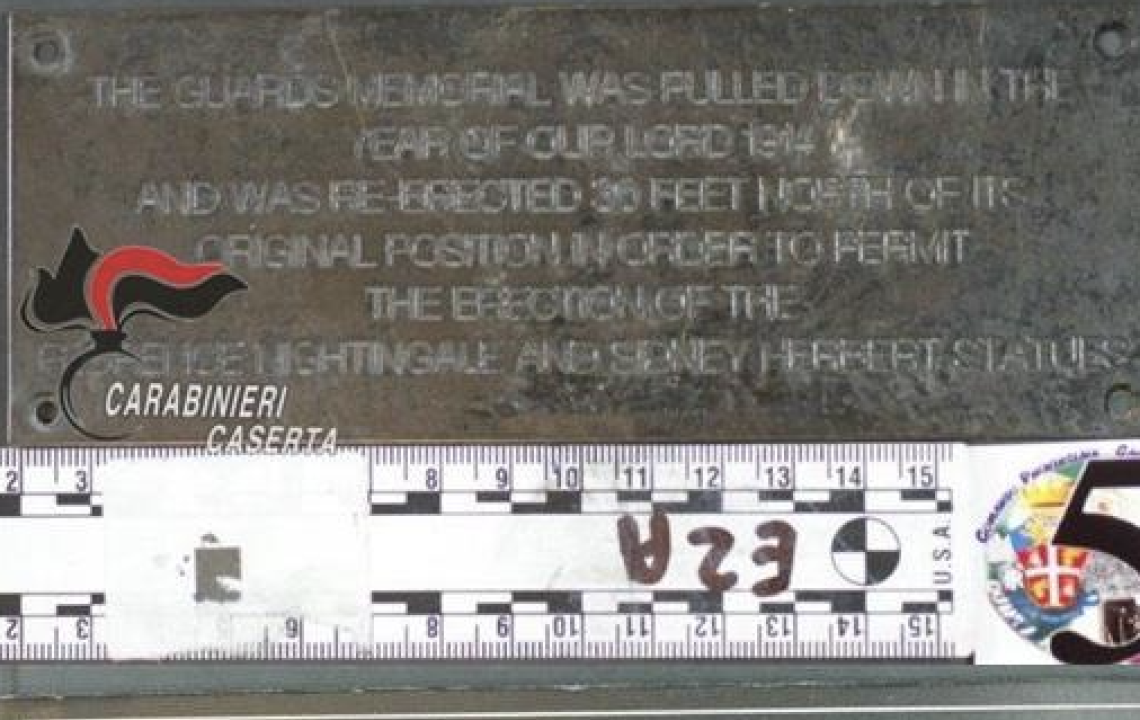 THE GUARDS MEMORIAL WAS PULLED DOWN IN THE
YEAR OF OUR LORD 1914
AND WAS RE-ERECTED 30 FEET NORTH OF ITS
ORIGINAL POSITION IN ORDER TO PERMIT
THE ERECTION OF THE
FLORENCE NIGHTINGALE AND SIDNEY HERBERT STATUES
CARABINIERI
CASERTA
2 3 8 9 10 11 12 13 14 15
E2A
U.S.A.
5
2 3 6 8 9 10 11 12 13 14 15